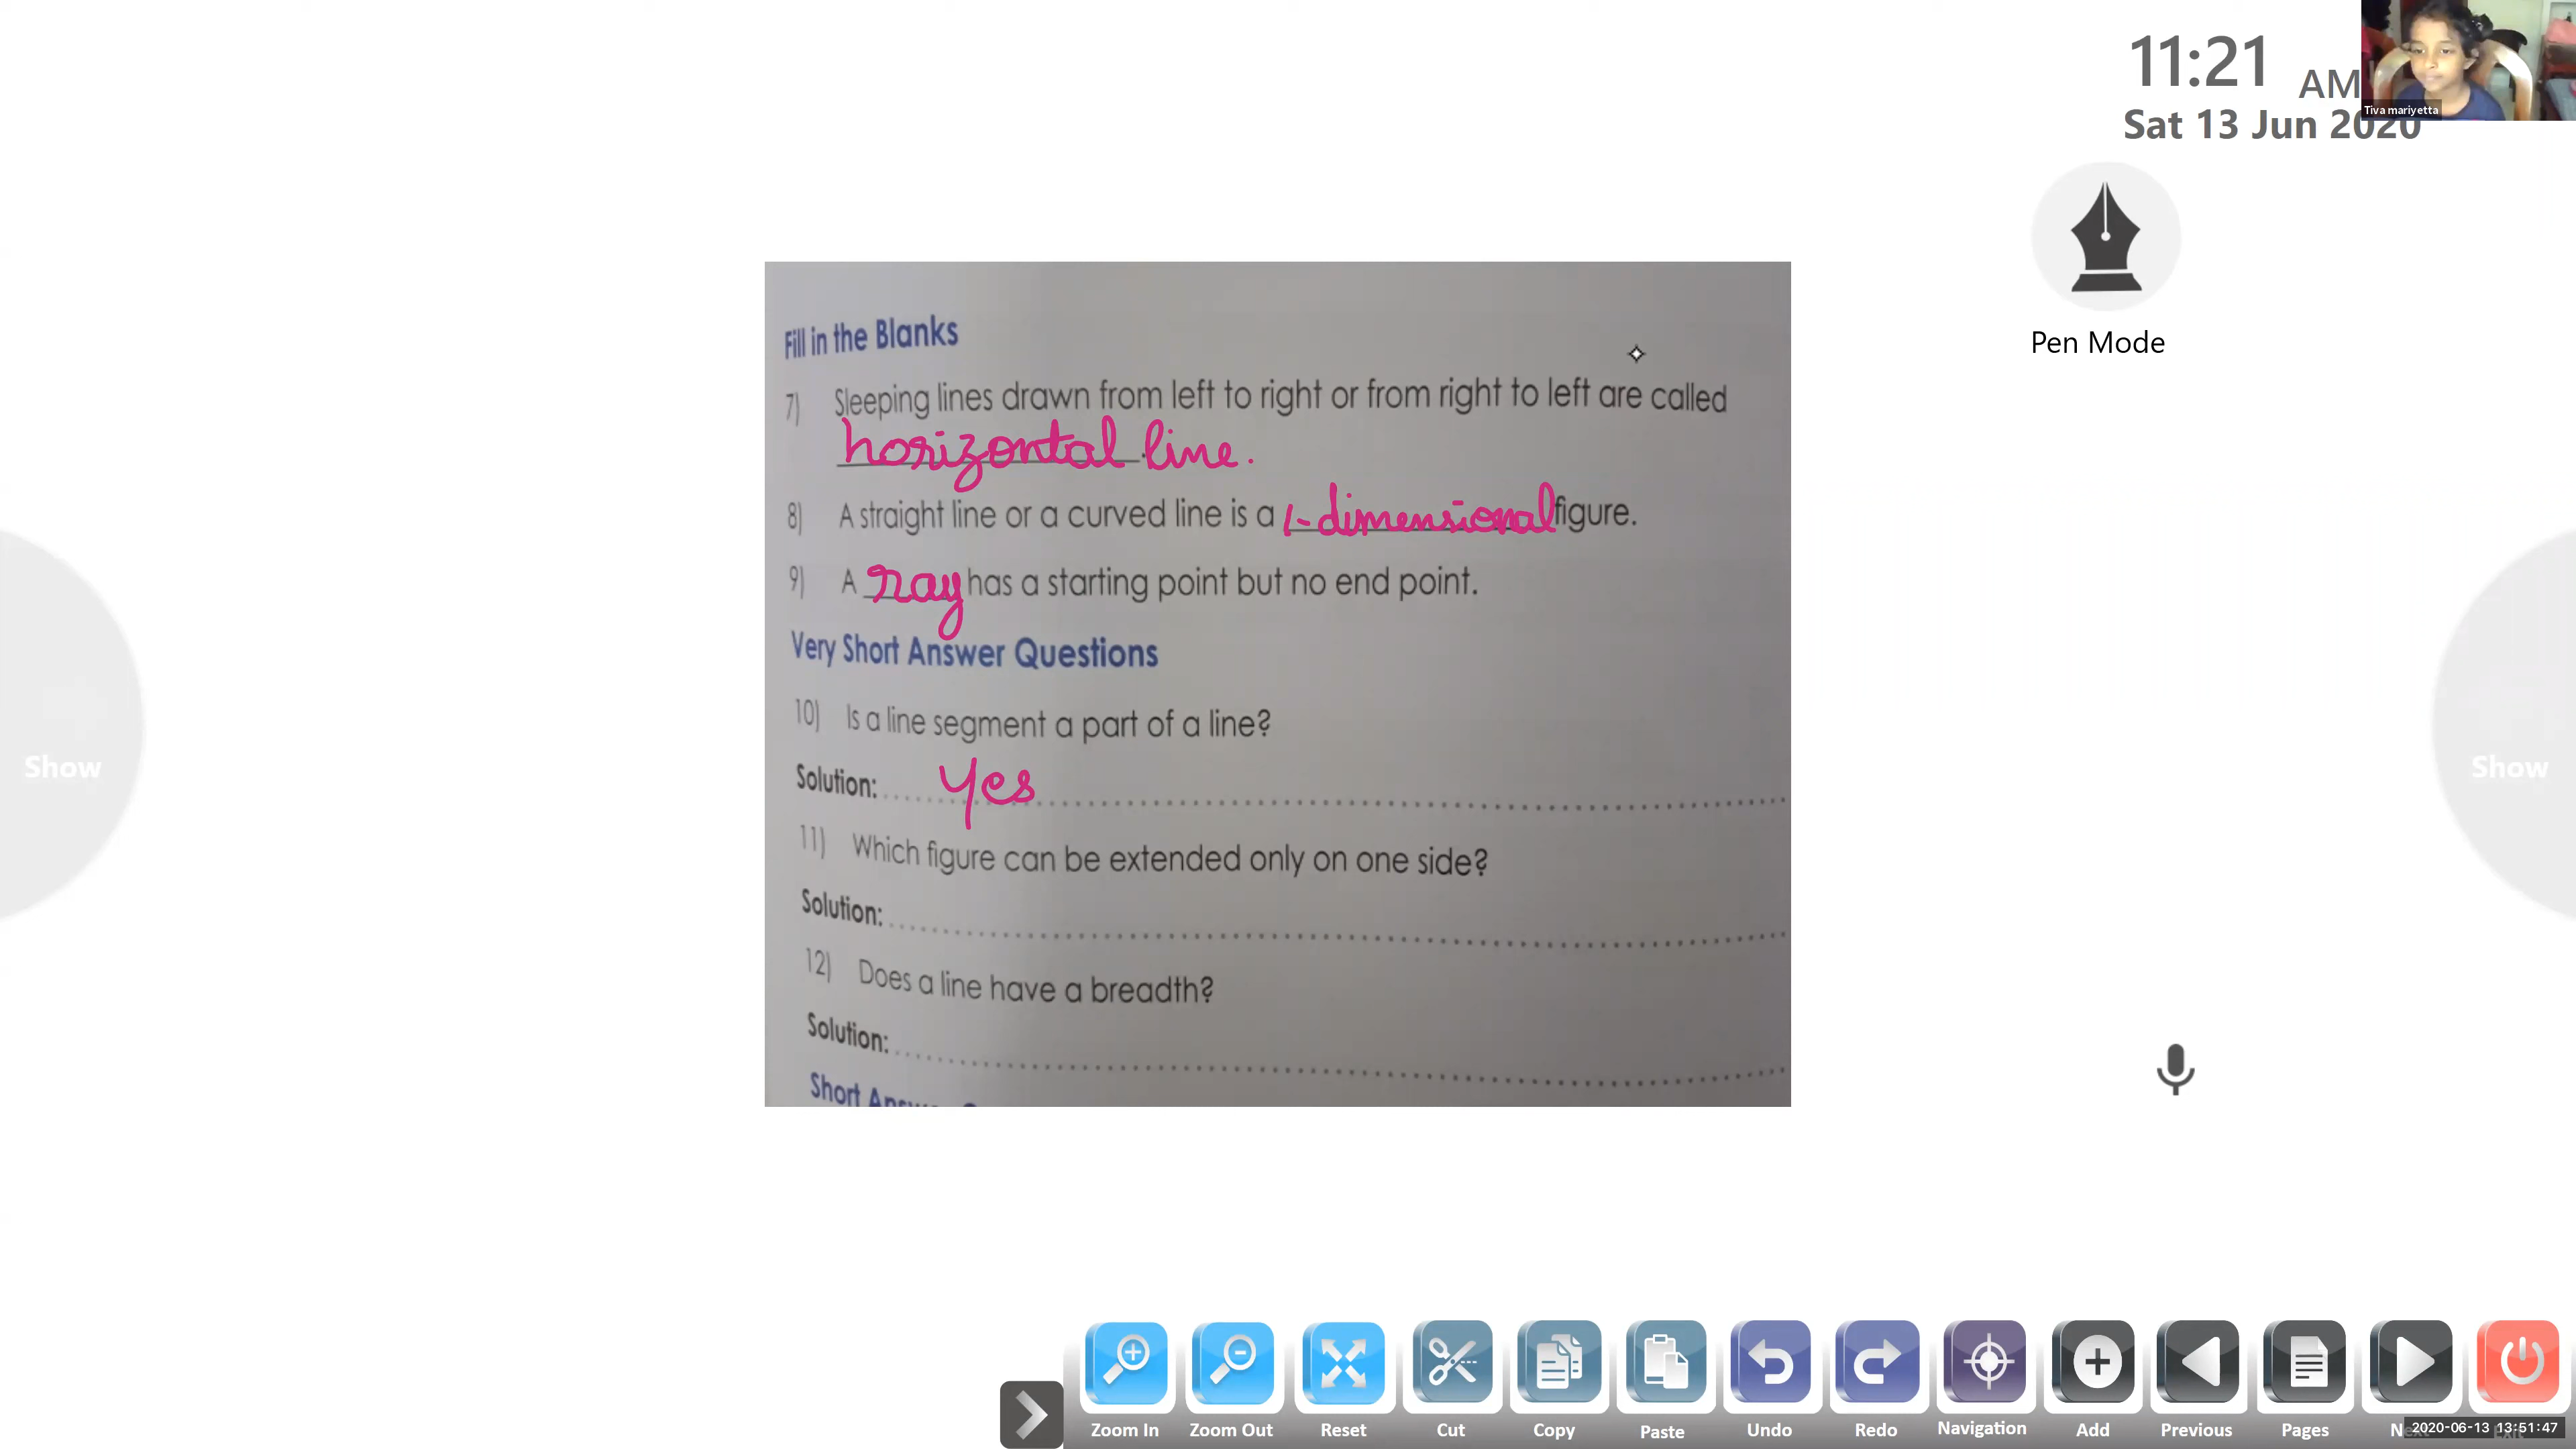 11:21 AM
Sat 13 Jun 2020
Tiva mariyetta
Pen Mode
Fill in the Blanks
7) Sleeping lines drawn from left to right or from right to left are called
horizontal line.
8) A straight line or a curved line is a 1-dimensional figure.
9) A ray has a starting point but no end point.
Very Short Answer Questions
10) Is a line segment a part of a line?
Solution: Yes
11) Which figure can be extended only on one side?
Solution:
12) Does a line have a breadth?
Solution:
Short
Show
Show
Zoom In Zoom Out Reset Cut Copy Paste Undo Redo Navigation Add Previous Pages
2020-06-13 13:51:47